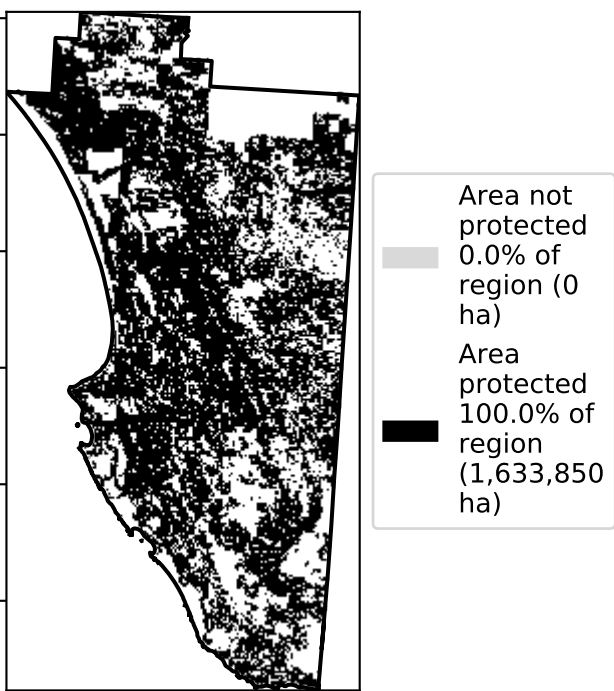 Area not
protected
0.0% of
region (0
ha)
Area
protected
100.0% of
region
(1,633,850
ha)